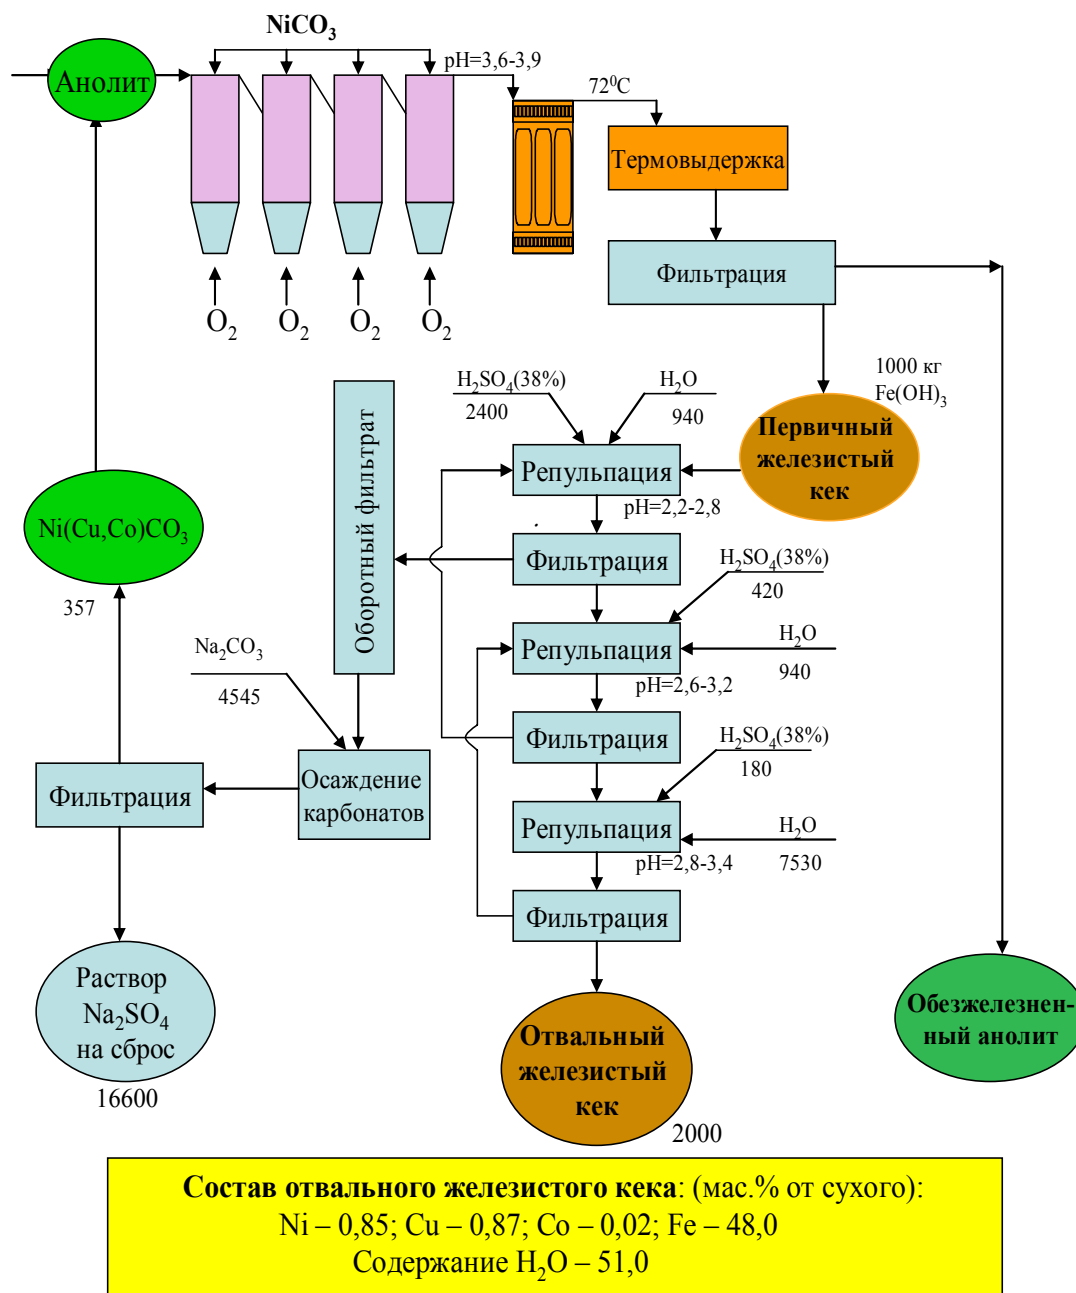 NiCO₃
Анолит
pH=3,6-3,9
72⁰C
Термовыдержка
Фильтрация
O₂
O₂
O₂
O₂
1000 кг
Fe(OH)₃
Первичный
железистый
кек
H₂SO₄(38%)
2400
H₂O
940
Репульпация
pH=2,2-2,8
Оборотный фильтрат
Фильтрация
Ni(Cu,Co)CO₃
357
H₂SO₄(38%)
420
Репульпация
H₂O
940
pH=2,6-3,2
Na₂CO₃
4545
Фильтрация
H₂SO₄(38%)
180
Осаждение
карбонатов
Фильтрация
Репульпация
H₂O
7530
pH=2,8-3,4
Фильтрация
Раствор
Na₂SO₄
на сброс
16600
Отвальный
железистый
кек
2000
Обезжелезнен-
ный анолит
Состав отвального железистого кека: (мас.% от сухого):
Ni – 0,85; Cu – 0,87; Co – 0,02; Fe – 48,0
Содержание H₂O – 51,0